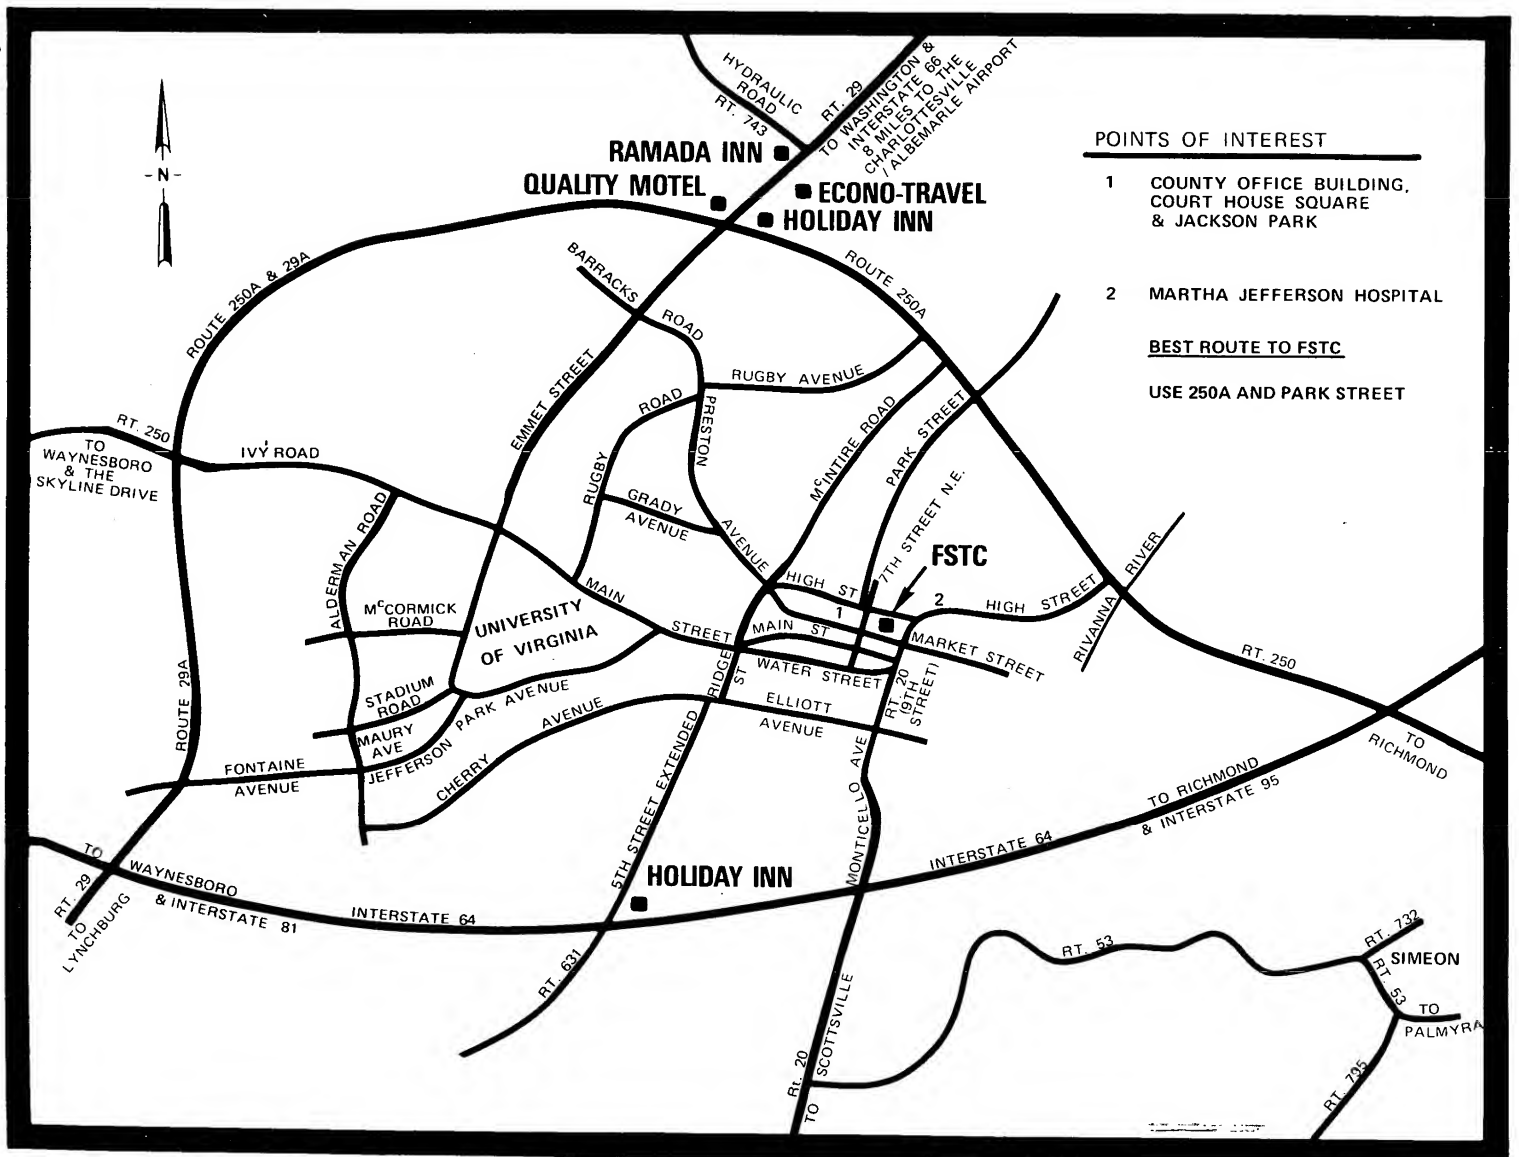 HYDRAULIC
ROAD
RT. 743
RT. 29
TO WASHINGTON &
INTERSTATE 66
8 MILES TO THE
CHARLOTTESVILLE
/ ALBEMARLE AIRPORT
-N-
RAMADA INN
QUALITY MOTEL
ECONO-TRAVEL
HOLIDAY INN
POINTS OF INTEREST
1 COUNTY OFFICE BUILDING,
COURT HOUSE SQUARE
& JACKSON PARK
2 MARTHA JEFFERSON HOSPITAL
BEST ROUTE TO FSTC
USE 250A AND PARK STREET
ROUTE 250A & 29A
BARRACKS
ROAD
ROUTE 250A
EMMET STREET
RUGBY AVENUE
ROAD
RUGBY
PRESTON
AVENUE
McINTIRE ROAD
PARK STREET
7TH STREET N.E.
RT. 250
TO
WAYNESBORO
& THE
SKYLINE DRIVE
IVY ROAD
GRADY
AVENUE
ALDERMAN ROAD
McCORMICK
ROAD
UNIVERSITY
OF VIRGINIA
MAIN
STREET
HIGH ST
FSTC
1
2
HIGH STREET
RIVANNA
RIVER
MAIN ST
MARKET STREET
WATER STREET
RIDGE
ST
RT. 20
(9TH
STREET)
RT. 250
TO
RICHMOND
ROUTE 29A
STADIUM
ROAD
MAURY
AVE
JEFFERSON PARK AVENUE
CHERRY AVENUE
ELLIOTT
AVENUE
FONTAINE
AVENUE
5TH STREET EXTENDED
MONTICELLO AVE
TO RICHMOND
& INTERSTATE 95
INTERSTATE 64
TO WAYNESBORO
& INTERSTATE 81
INTERSTATE 64
RT. 29
TO
LYNCHBURG
HOLIDAY INN
RT. 631
Rt. 20
TO SCOTTSVILLE
RT. 53
RT. 732
SIMEON
RT 53
TO
PALMYRA
RT. 795